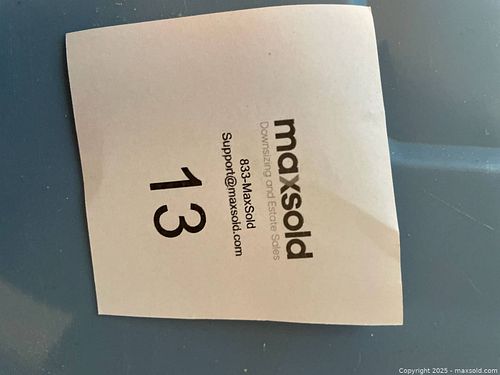 maxsold
Downsizing and Estate Sales
833-MaxSold
Support@maxsold.com
13
Copyright 2025 - maxsold.com